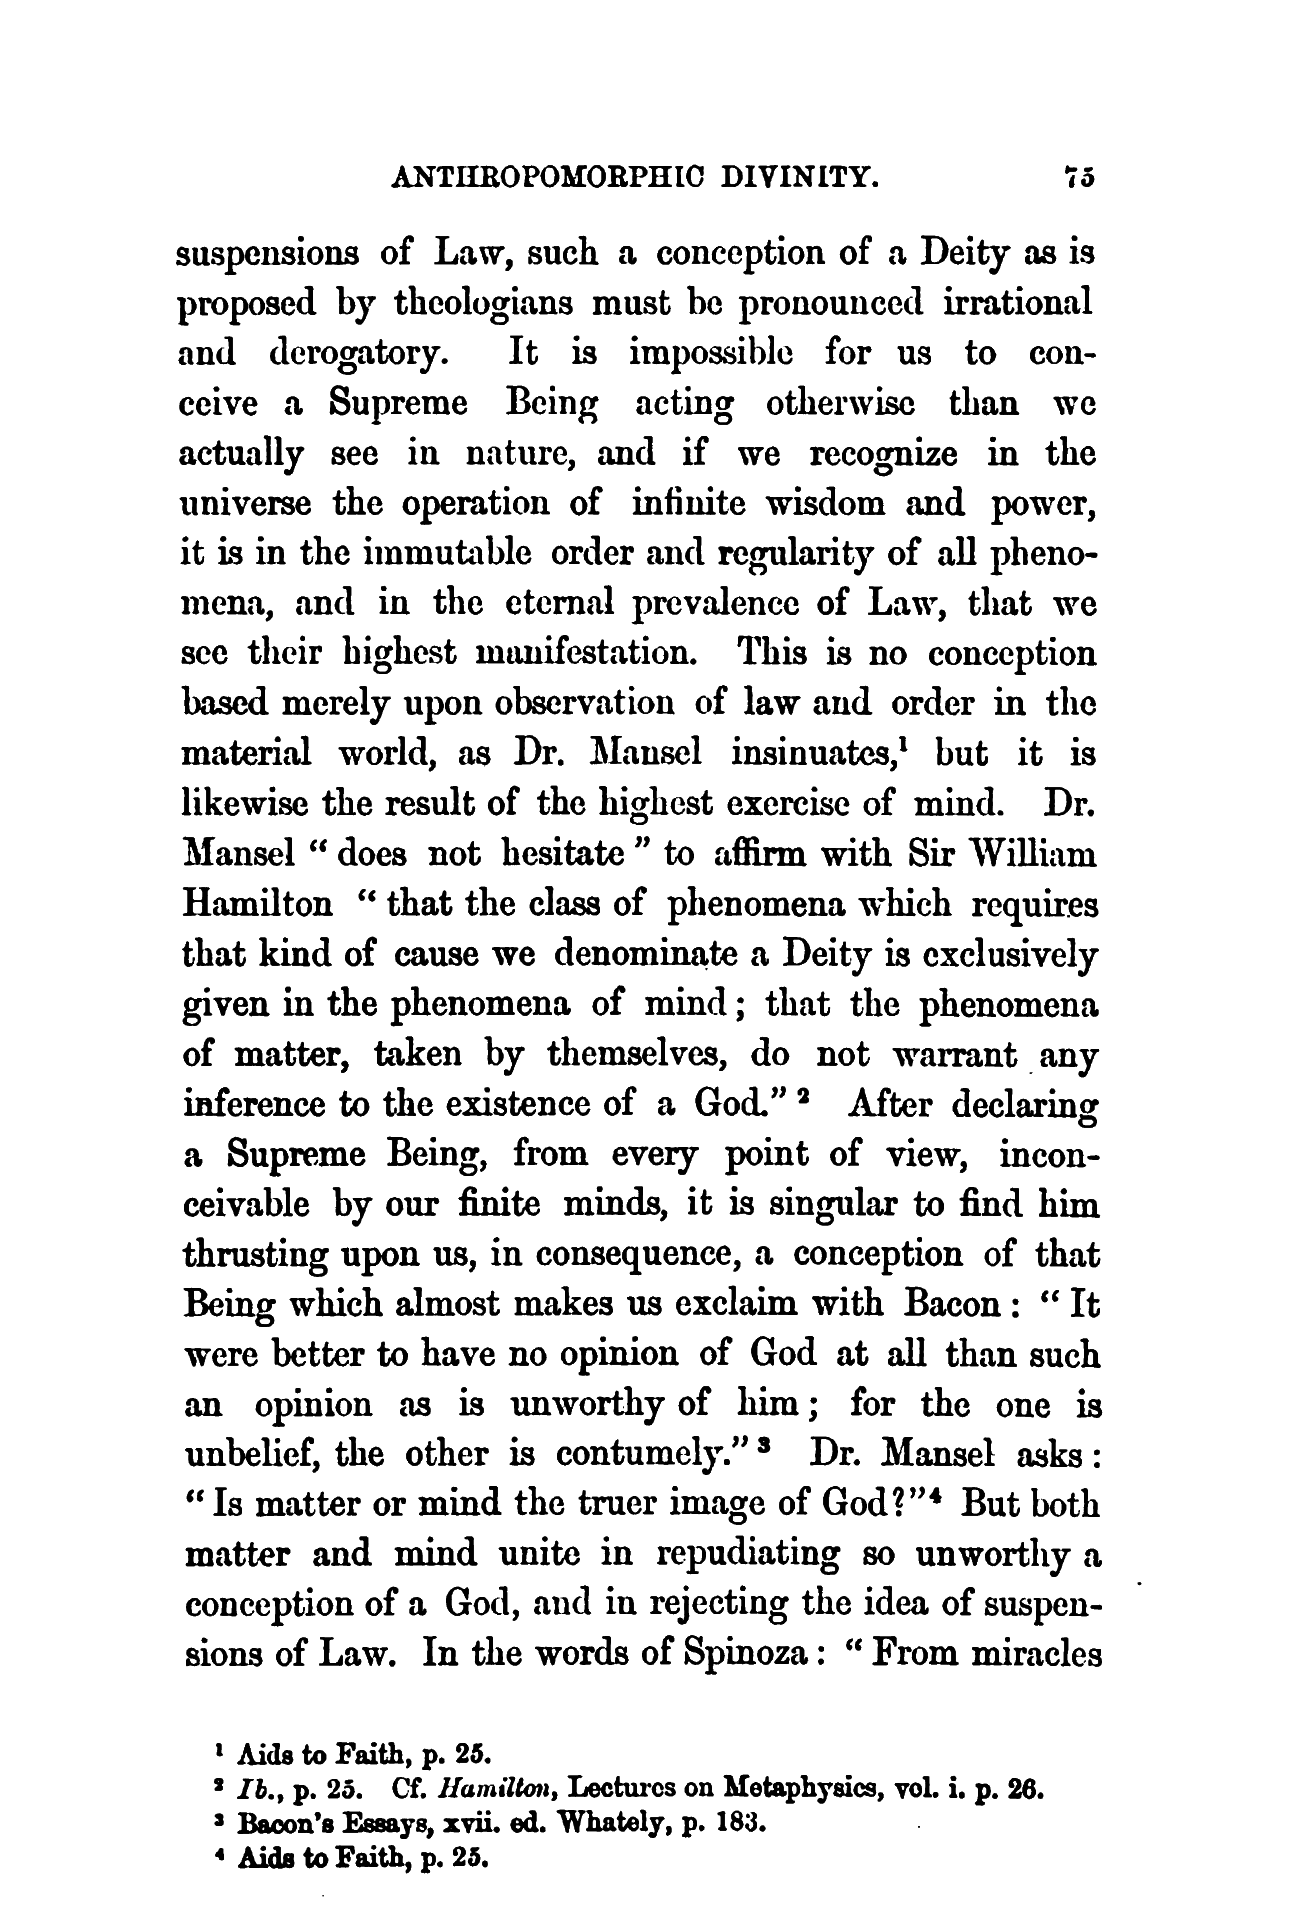 ANTHROPOMORPHIC DIVINITY. 75
suspensions of Law, such a conception of a Deity as is
proposed by theologians must be pronounced irrational
and derogatory. It is impossible for us to con-
ceive a Supreme Being acting otherwise than we
actually see in nature, and if we recognize in the
universe the operation of infinite wisdom and power,
it is in the immutable order and regularity of all pheno-
mena, and in the eternal prevalence of Law, that we
see their highest manifestation. This is no conception
based merely upon observation of law and order in the
material world, as Dr. Mansel insinuates,¹ but it is
likewise the result of the highest exercise of mind. Dr.
Mansel “ does not hesitate ” to affirm with Sir William
Hamilton “ that the class of phenomena which requires
that kind of cause we denominate a Deity is exclusively
given in the phenomena of mind ; that the phenomena
of matter, taken by themselves, do not warrant any
inference to the existence of a God.” ² After declaring
a Supreme Being, from every point of view, incon-
ceivable by our finite minds, it is singular to find him
thrusting upon us, in consequence, a conception of that
Being which almost makes us exclaim with Bacon : “ It
were better to have no opinion of God at all than such
an opinion as is unworthy of him ; for the one is
unbelief, the other is contumely.” ³ Dr. Mansel asks :
“ Is matter or mind the truer image of God?”⁴ But both
matter and mind unite in repudiating so unworthy a
conception of a God, and in rejecting the idea of suspen-
sions of Law. In the words of Spinoza : “ From miracles
¹ Aids to Faith, p. 25.
² Ib., p. 25. Cf. Hamilton, Lectures on Metaphysics, vol. i. p. 26.
³ Bacon's Essays, xvii. ed. Whately, p. 183.
⁴ Aids to Faith, p. 25.